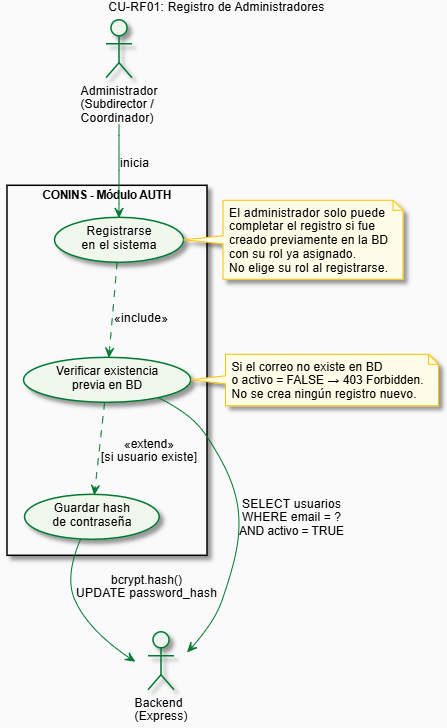 CU-RF01: Registro de Administradores
Administrador
(Subdirector /
Coordinador)
inicia
CONINS - Módulo AUTH
Registrarse
en el sistema
El administrador solo puede
completar el registro si fue
creado previamente en la BD
con su rol ya asignado.
No elige su rol al registrarse.
«include»
Verificar existencia
previa en BD
Si el correo no existe en BD
o activo = FALSE → 403 Forbidden.
No se crea ningún registro nuevo.
«extend»
[si usuario existe]
Guardar hash
de contraseña
SELECT usuarios
WHERE email = ?
AND activo = TRUE
bcrypt.hash()
UPDATE password_hash
Backend
(Express)